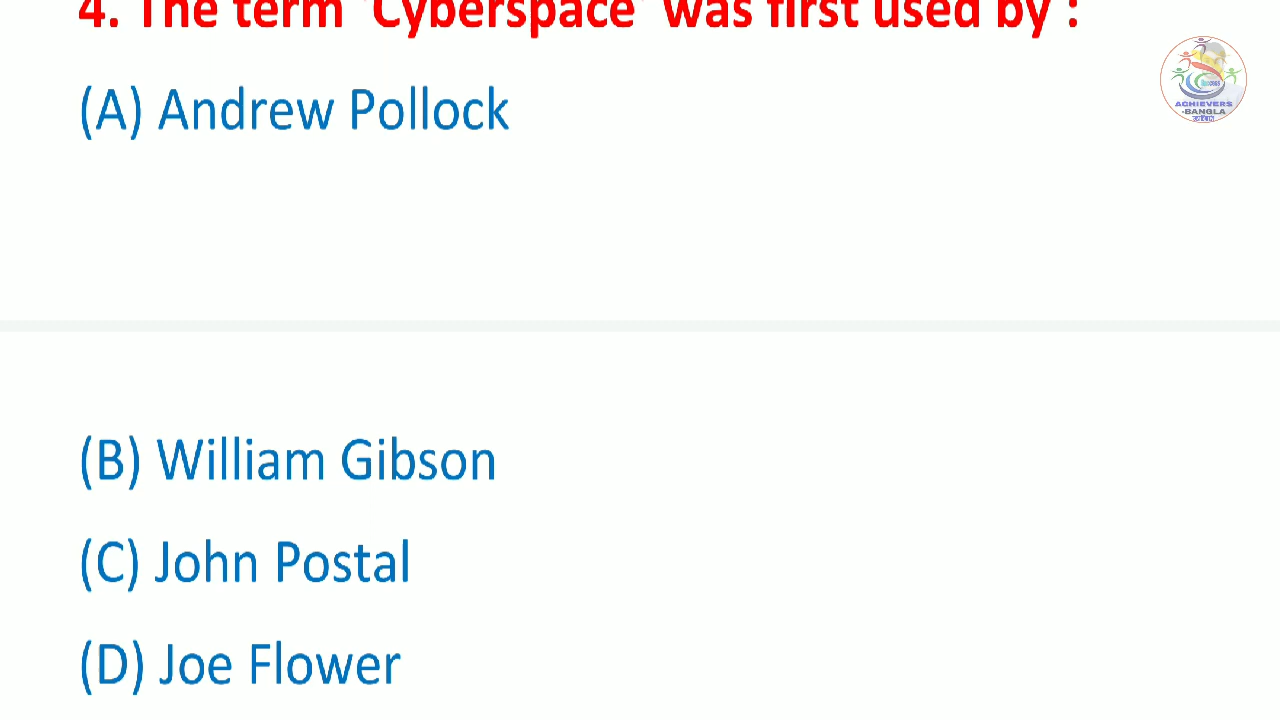 4. The term 'Cyberspace' was first used by :
(A) Andrew Pollock
ACHIEVERS
-BANGLA
(B) William Gibson
(C) John Postal
(D) Joe Flower